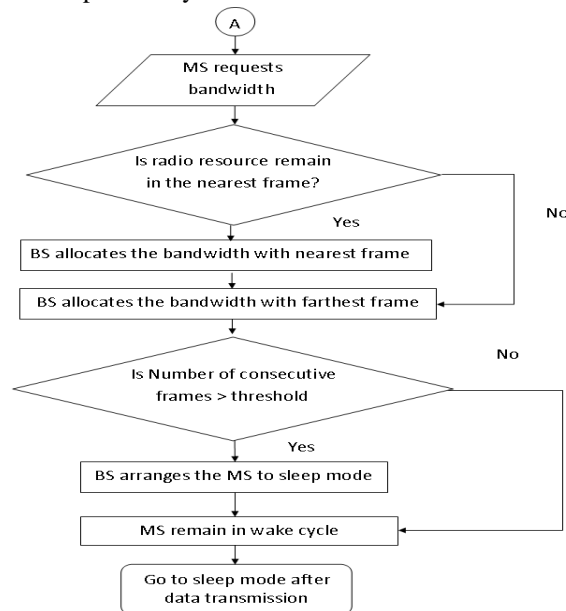 A
MS requests
bandwidth
Is radio resource remain
in the nearest frame?
No
Yes
BS allocates the bandwidth with nearest frame
BS allocates the bandwidth with farthest frame
No
Is Number of consecutive
frames > threshold
Yes
BS arranges the MS to sleep mode
MS remain in wake cycle
Go to sleep mode after
data transmission